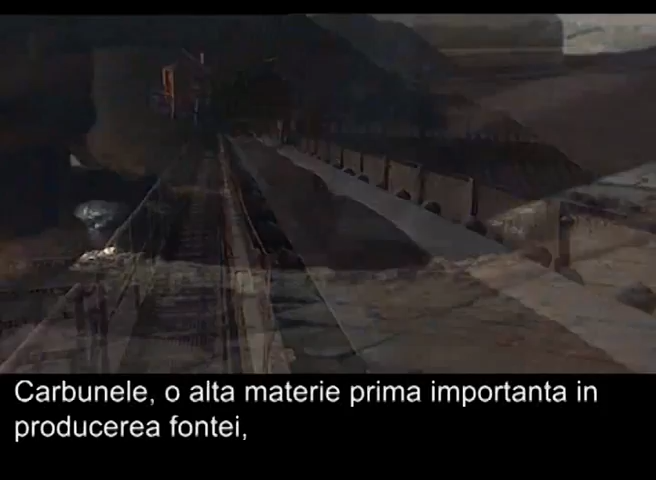 Carbunele, o alta materie prima importanta in
producerea fontei,